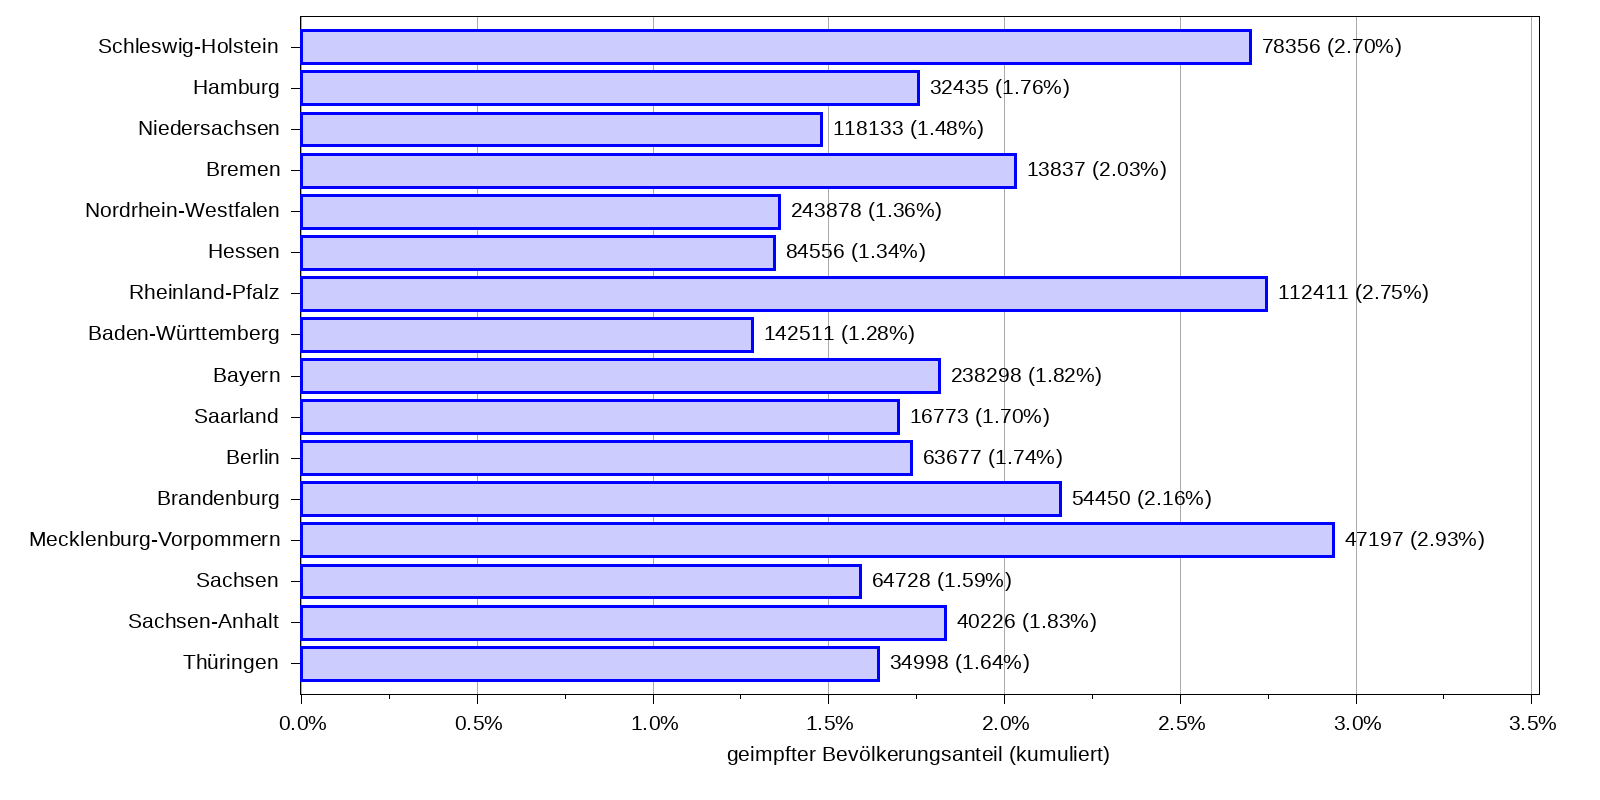 Schleswig-Holstein 78356 (2.70%)
Hamburg 32435 (1.76%)
Niedersachsen 118133 (1.48%)
Bremen 13837 (2.03%)
Nordrhein-Westfalen 243878 (1.36%)
Hessen 84556 (1.34%)
Rheinland-Pfalz 112411 (2.75%)
Baden-Württemberg 142511 (1.28%)
Bayern 238298 (1.82%)
Saarland 16773 (1.70%)
Berlin 63677 (1.74%)
Brandenburg 54450 (2.16%)
Mecklenburg-Vorpommern 47197 (2.93%)
Sachsen 64728 (1.59%)
Sachsen-Anhalt 40226 (1.83%)
Thüringen 34998 (1.64%)
0.0% 0.5% 1.0% 1.5% 2.0% 2.5% 3.0% 3.5%
geimpfter Bevölkerungsanteil (kumuliert)